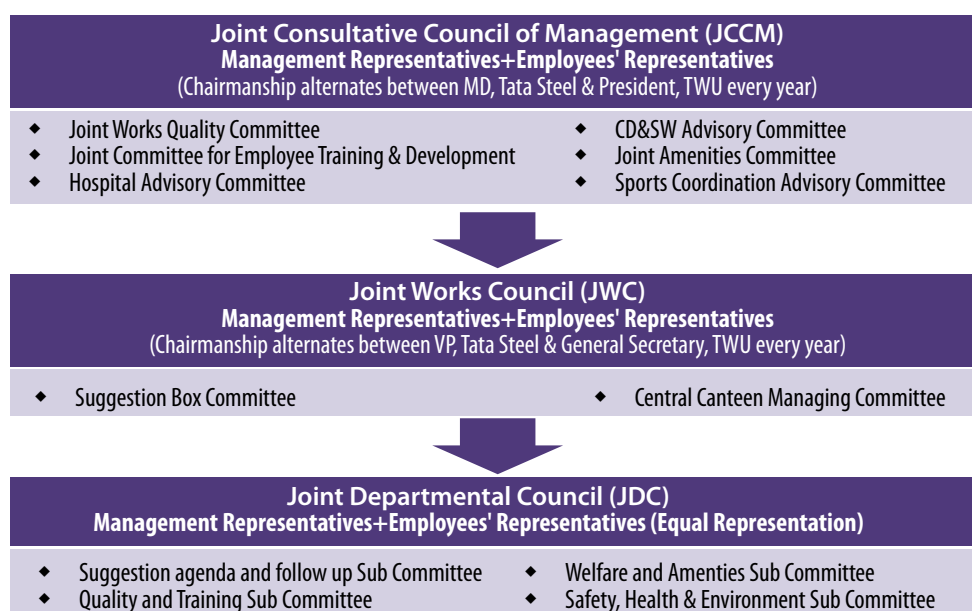 Joint Consultative Council of Management (JCCM)
Management Representatives+Employees' Representatives
(Chairmanship alternates between MD, Tata Steel & President, TWU every year)
◆ Joint Works Quality Committee
◆ Joint Committee for Employee Training & Development
◆ Hospital Advisory Committee
◆ CD&SW Advisory Committee
◆ Joint Amenities Committee
◆ Sports Coordination Advisory Committee
Joint Works Council (JWC)
Management Representatives+Employees' Representatives
(Chairmanship alternates between VP, Tata Steel & General Secretary, TWU every year)
◆ Suggestion Box Committee
◆ Central Canteen Managing Committee
Joint Departmental Council (JDC)
Management Representatives+Employees' Representatives (Equal Representation)
◆ Suggestion agenda and follow up Sub Committee
◆ Quality and Training Sub Committee
◆ Welfare and Amenties Sub Committee
◆ Safety, Health & Environment Sub Committee